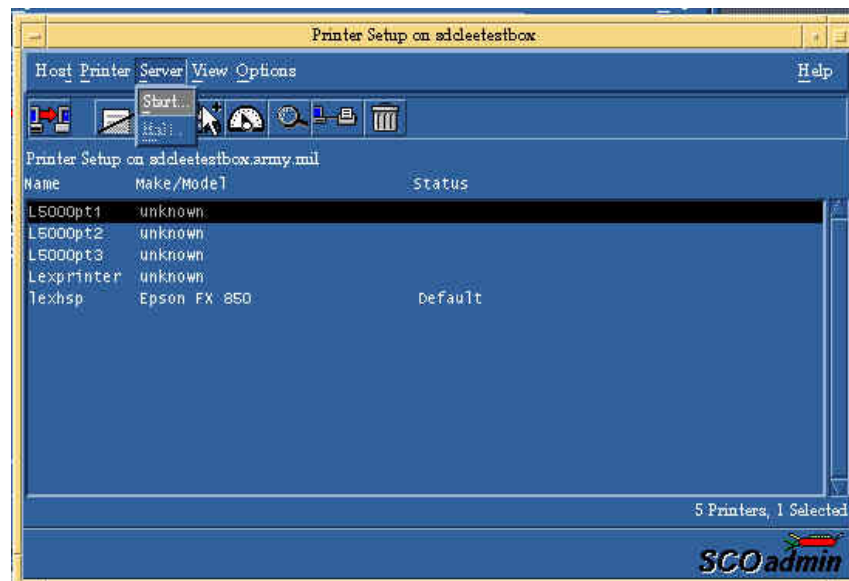 Printer Setup on sdcleetestbox
Host Printer Server View Options Help
Start...
Printer Setup on sdcleetestbox.army.mil
Name Make/Model Status
L5000pt1 unknown
L5000pt2 unknown
L5000pt3 unknown
Lexprinter unknown
lexhsp Epson FX 850 Default
5 Printers, 1 Selected
SCOadmin